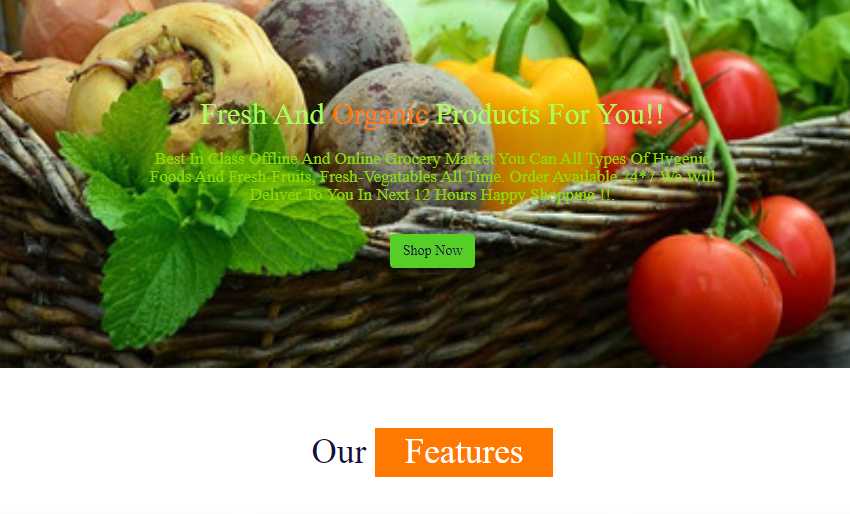 Fresh And Organic Products For You!!
Best In Class Offline And Online Grocery Market You Can All Types Of Hygenic
Foods And Fresh-Fruits, Fresh-Vegatables All Time. Order Available 24*7 We Will
Deliver To You In Next 12 Hours Happy Shopping !!.
Shop Now
Our Features